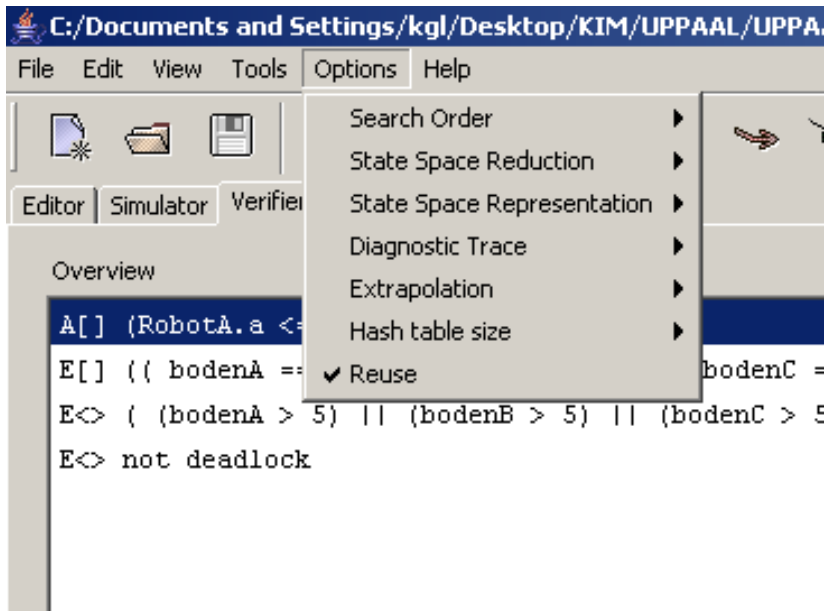 C:/Documents and Settings/kgl/Desktop/KIM/UPPAAL/UPPA
File Edit View Tools Options Help
Search Order
State Space Reduction
Editor Simulator Verifier State Space Representation
Diagnostic Trace
Overview
Extrapolation
A[] (RobotA.a <= Hash table size
E[] (( bodenA == Reuse bodenC =
E<> ( (bodenA > 5) || (bodenB > 5) || (bodenC > 5
E<> not deadlock